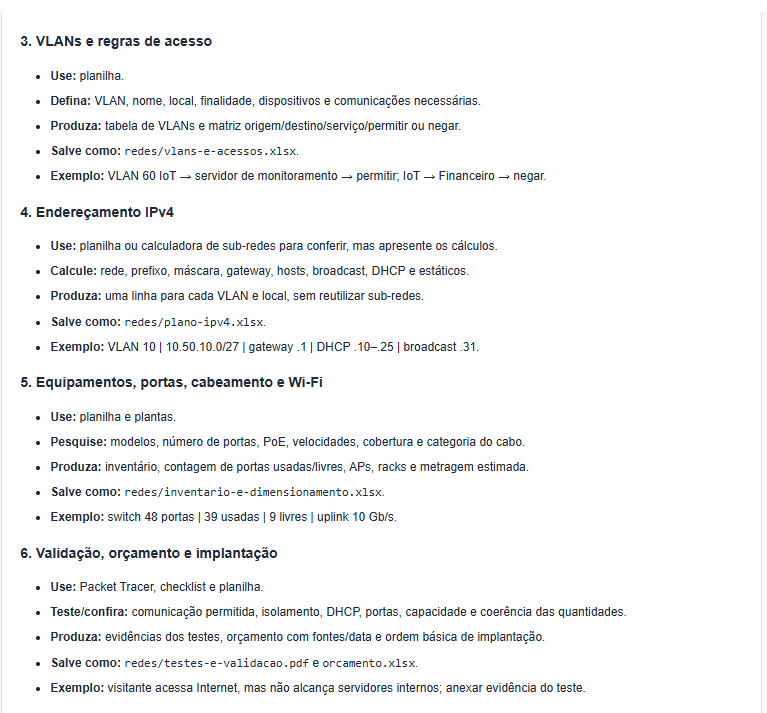 3. VLANs e regras de acesso
• Use: planilha.
• Defina: VLAN, nome, local, finalidade, dispositivos e comunicações necessárias.
• Produza: tabela de VLANs e matriz origem/destino/serviço/permitir ou negar.
• Salve como: redes/vlans-e-acessos.xlsx.
• Exemplo: VLAN 60 IoT → servidor de monitoramento → permitir; IoT → Financeiro → negar.
4. Endereçamento IPv4
• Use: planilha ou calculadora de sub-redes para conferir, mas apresente os cálculos.
• Calcule: rede, prefixo, máscara, gateway, hosts, broadcast, DHCP e estáticos.
• Produza: uma linha para cada VLAN e local, sem reutilizar sub-redes.
• Salve como: redes/plano-ipv4.xlsx.
• Exemplo: VLAN 10 | 10.50.10.0/27 | gateway .1 | DHCP .10–.25 | broadcast .31.
5. Equipamentos, portas, cabeamento e Wi-Fi
• Use: planilha e plantas.
• Pesquise: modelos, número de portas, PoE, velocidades, cobertura e categoria do cabo.
• Produza: inventário, contagem de portas usadas/livres, APs, racks e metragem estimada.
• Salve como: redes/inventario-e-dimensionamento.xlsx.
• Exemplo: switch 48 portas | 39 usadas | 9 livres | uplink 10 Gb/s.
6. Validação, orçamento e implantação
• Use: Packet Tracer, checklist e planilha.
• Teste/confira: comunicação permitida, isolamento, DHCP, portas, capacidade e coerência das quantidades.
• Produza: evidências dos testes, orçamento com fontes/data e ordem básica de implantação.
• Salve como: redes/testes-e-validacao.pdf e orcamento.xlsx.
• Exemplo: visitante acessa Internet, mas não alcança servidores internos; anexar evidência do teste.